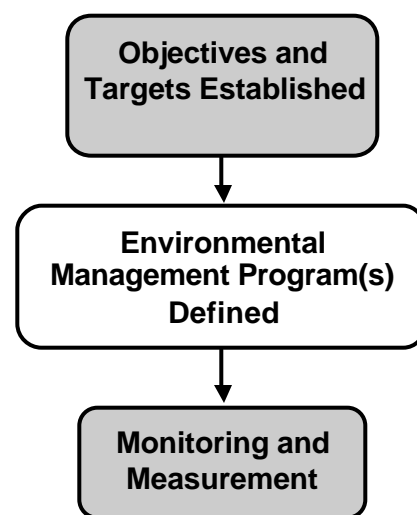 Objectives and
Targets Established
Environmental
Management Program(s)
Defined
Monitoring and
Measurement